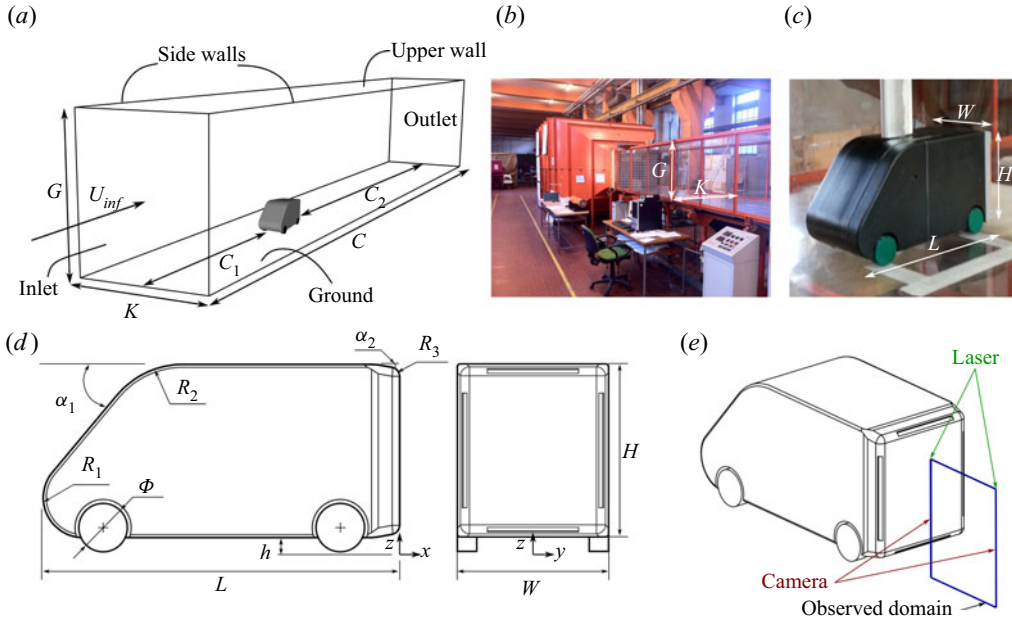 (a)
Side walls
Upper wall
Outlet
G
U_inf
C_2
C
C_1
Inlet
Ground
K
(b)
G
K
(c)
W
H
L
(d)
α_2
R_3
α_1
R_2
R_1
Φ
h
z
x
L
H
z
y
W
(e)
Laser
Camera
Observed domain